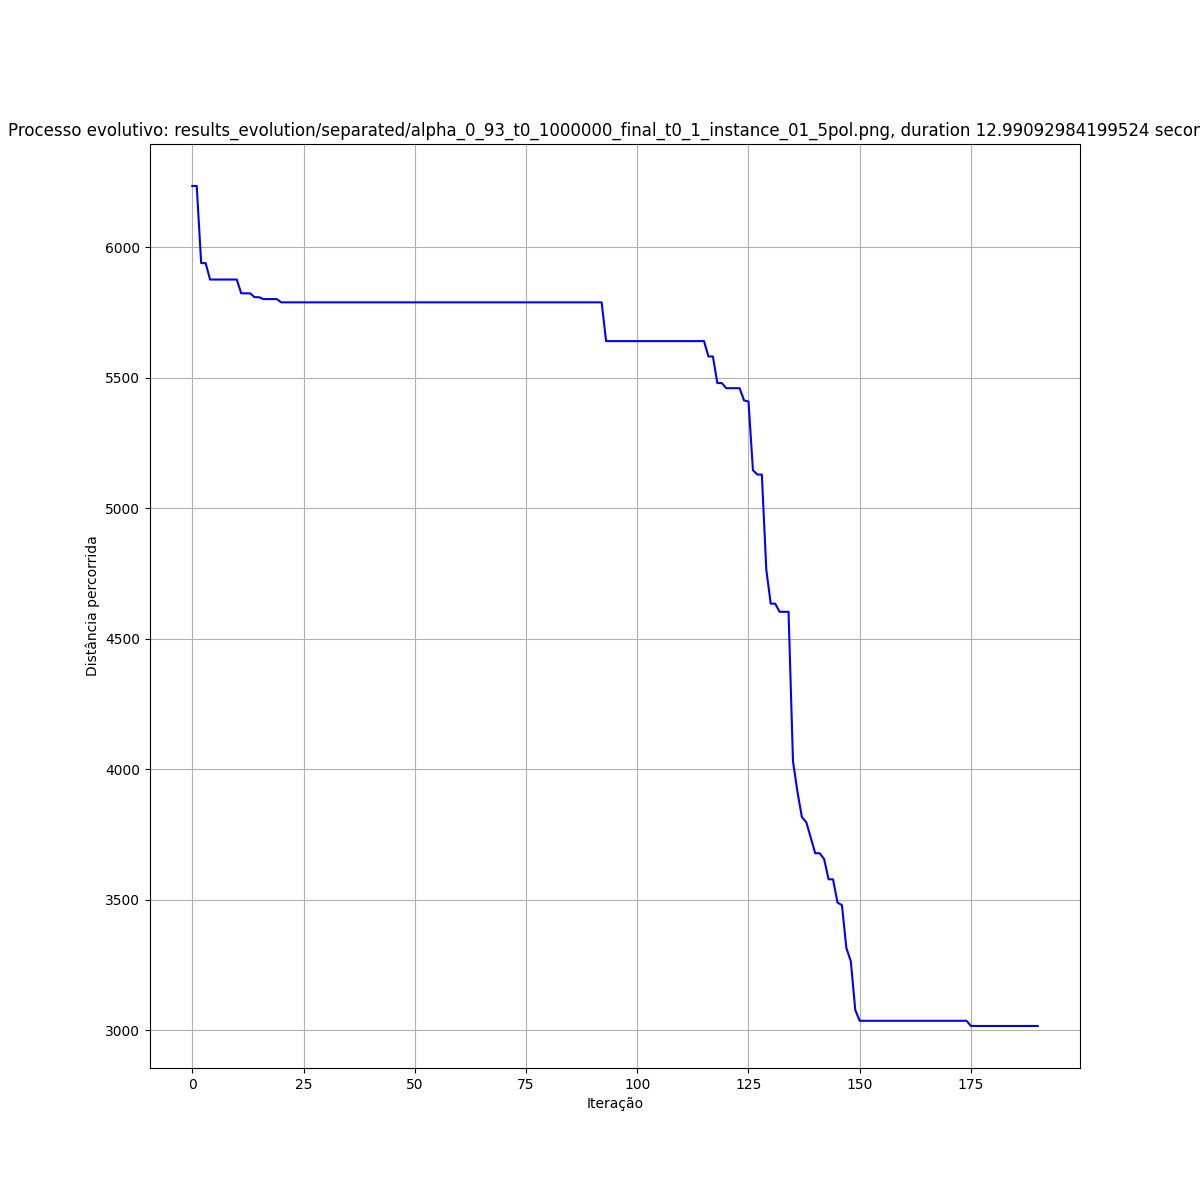 Processo evolutivo: results_evolution/separated/alpha_0_93_t0_1000000_final_t0_1_instance_01_5pol.png, duration 12.99092984199524 secon
6000
5500
5000
4500
4000
3500
3000
Distância percorrida
0 25 50 75 100 125 150 175
Iteração